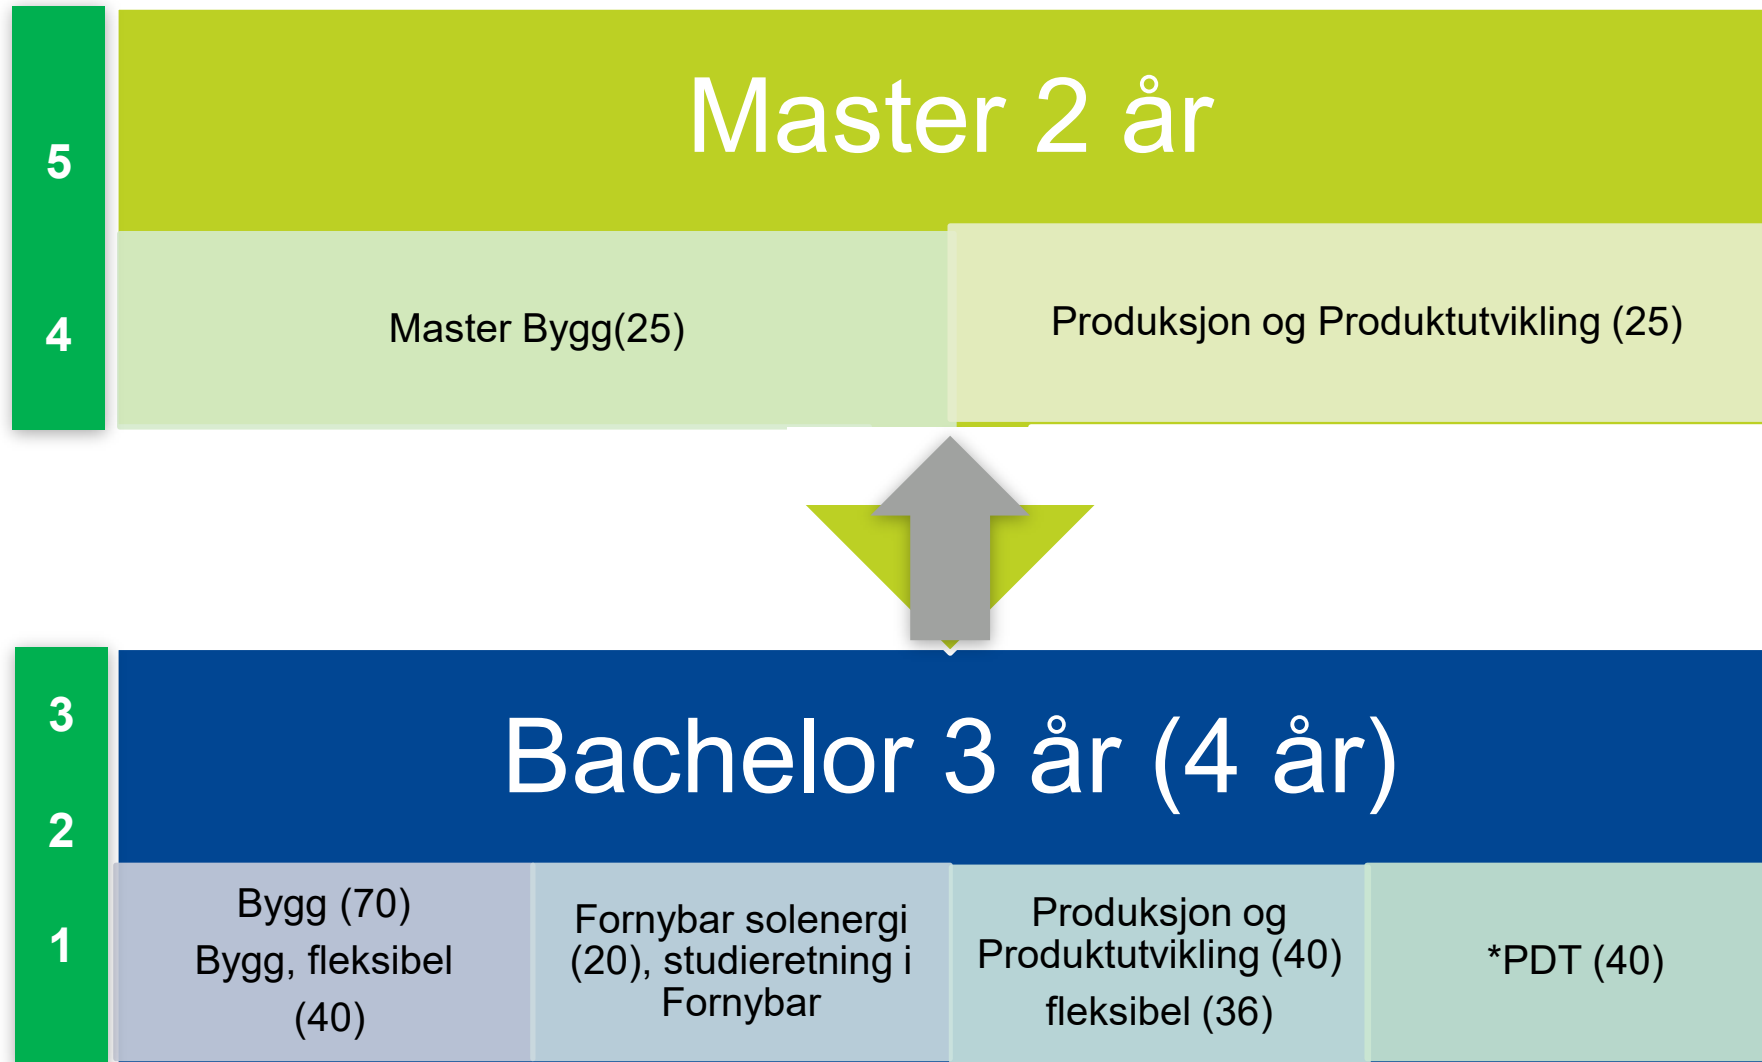 5
4
Master 2 år
Master Bygg(25)
Produksjon og Produktutvikling (25)
3
2
1
Bachelor 3 år (4 år)
Bygg (70)
Bygg, fleksibel
(40)
Fornybar solenergi
(20), studieretning i
Fornybar
Produksjon og
Produktutvikling (40)
fleksibel (36)
*PDT (40)